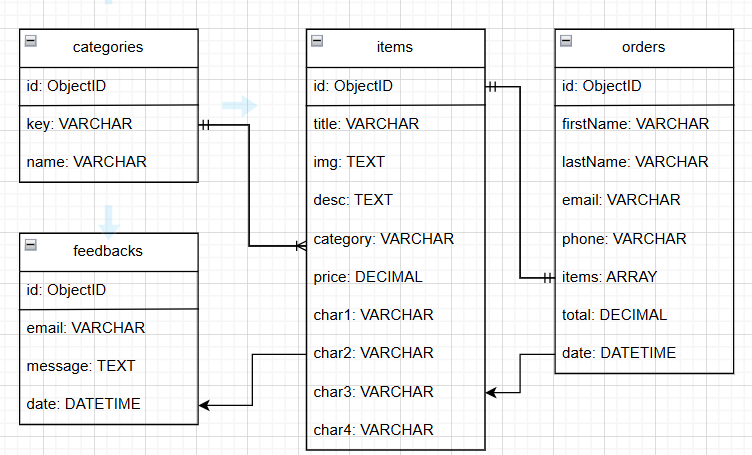 categories
id: ObjectID
key: VARCHAR
name: VARCHAR
feedbacks
id: ObjectID
email: VARCHAR
message: TEXT
date: DATETIME
items
id: ObjectID
title: VARCHAR
img: TEXT
desc: TEXT
category: VARCHAR
price: DECIMAL
char1: VARCHAR
char2: VARCHAR
char3: VARCHAR
char4: VARCHAR
orders
id: ObjectID
firstName: VARCHAR
lastName: VARCHAR
email: VARCHAR
phone: VARCHAR
items: ARRAY
total: DECIMAL
date: DATETIME